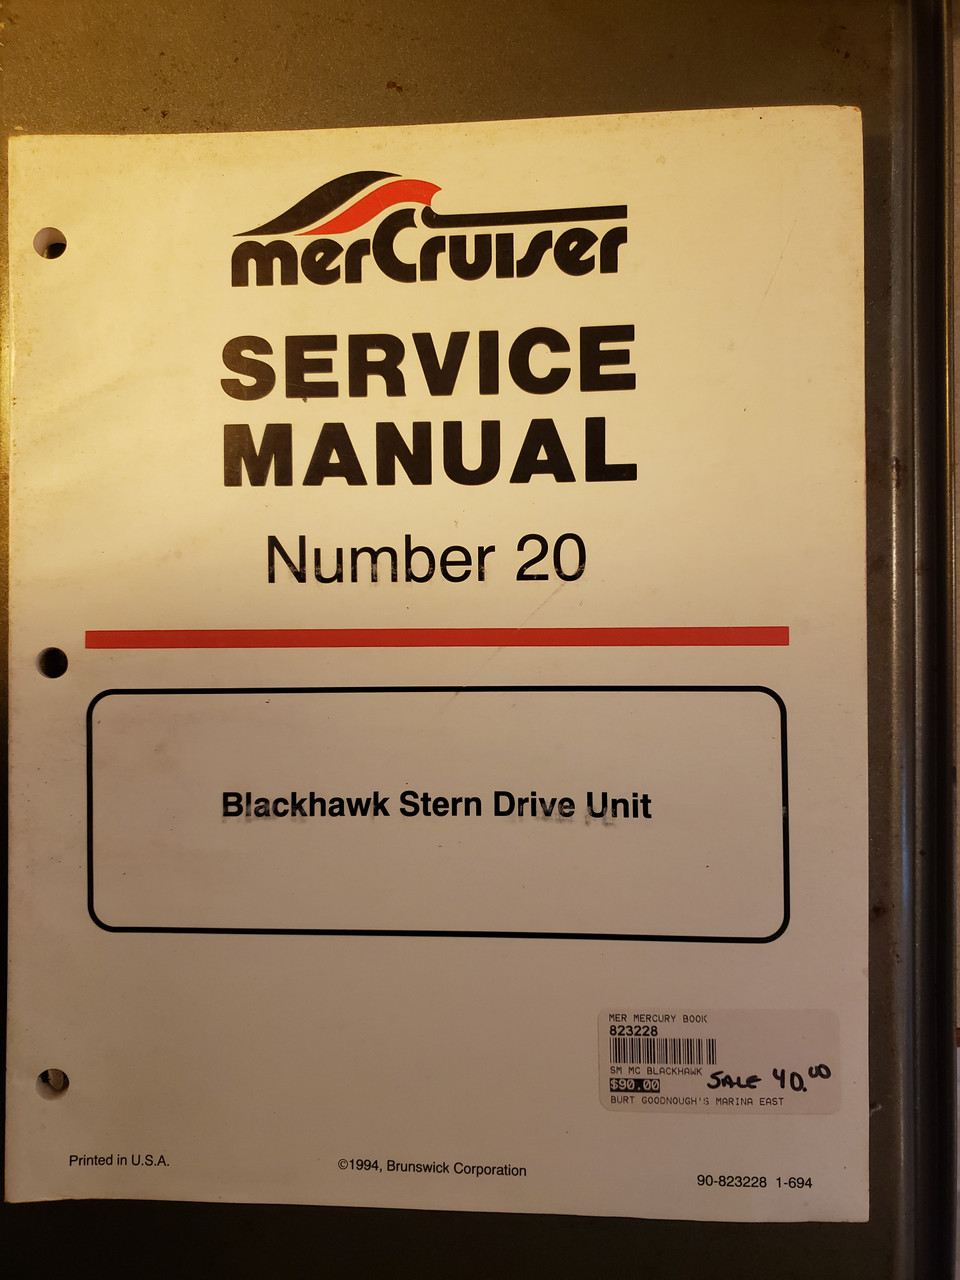 merCruiser
SERVICE
MANUAL
Number 20
Blackhawk Stern Drive Unit
MER MERCURY BOOK
823228
SM MC BLACKHAWK
$90.00
SALE 40.00
BURT GOODNOUGH'S MARINA EAST
Printed in U.S.A.
©1994, Brunswick Corporation
90-823228 1-694